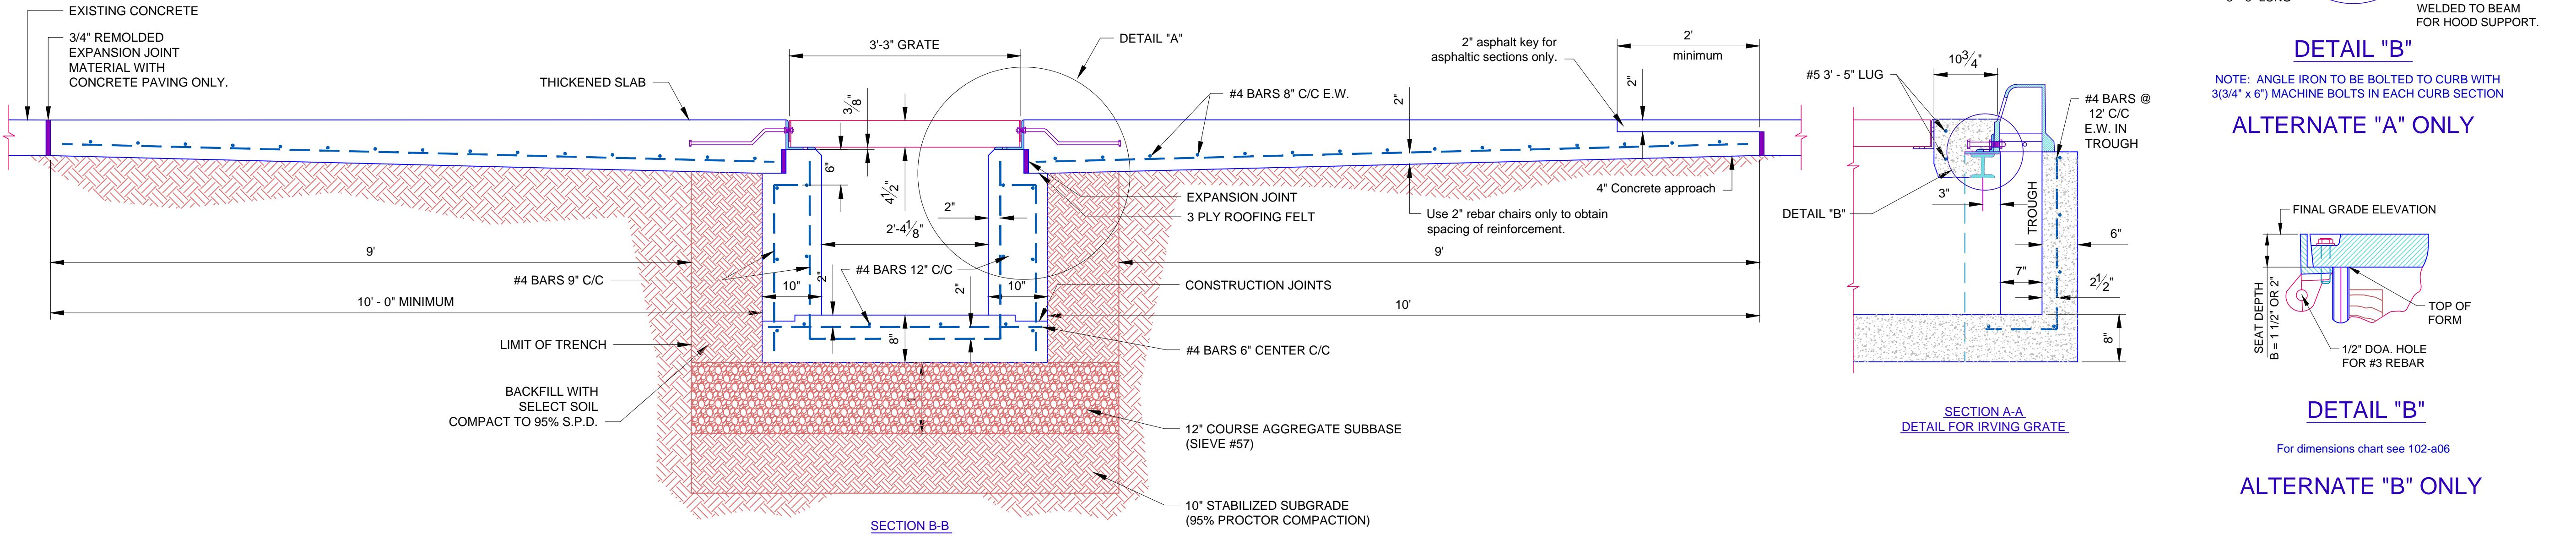 EXISTING CONCRETE
3/4" REMOLDED
EXPANSION JOINT
MATERIAL WITH
CONCRETE PAVING ONLY.
THICKENED SLAB
3'-3" GRATE
DETAIL "A"
3/8"
#4 BARS 8" C/C E.W.
2"
2" asphalt key for
asphaltic sections only.
2'
minimum
2"
6"
4 1/2"
EXPANSION JOINT
3 PLY ROOFING FELT
4" Concrete approach
Use 2" rebar chairs only to obtain
spacing of reinforcement.
2"
2'-4 1/8"
9'
9'
#4 BARS 9" C/C
2"
#4 BARS 12" C/C
2"
10"
10"
CONSTRUCTION JOINTS
10' - 0" MINIMUM
10'
LIMIT OF TRENCH
8"
#4 BARS 6" CENTER C/C
BACKFILL WITH
SELECT SOIL
COMPACT TO 95% S.P.D.
12" COURSE AGGREGATE SUBBASE
(SIEVE #57)
10" STABILIZED SUBGRADE
(95% PROCTOR COMPACTION)
SECTION B-B
#5 3' - 5" LUG
10 3/4"
#4 BARS @
12' C/C
E.W. IN
TROUGH
3"
DETAIL "B"
TROUGH
6"
7"
2 1/2"
8"
SECTION A-A
DETAIL FOR IRVING GRATE
WELDED TO BEAM
FOR HOOD SUPPORT.
DETAIL "B"
NOTE: ANGLE IRON TO BE BOLTED TO CURB WITH
3(3/4" x 6") MACHINE BOLTS IN EACH CURB SECTION
ALTERNATE "A" ONLY
FINAL GRADE ELEVATION
SEAT DEPTH
B = 1 1/2" OR 2"
TOP OF
FORM
1/2" DOA. HOLE
FOR #3 REBAR
DETAIL "B"
For dimensions chart see 102-a06
ALTERNATE "B" ONLY